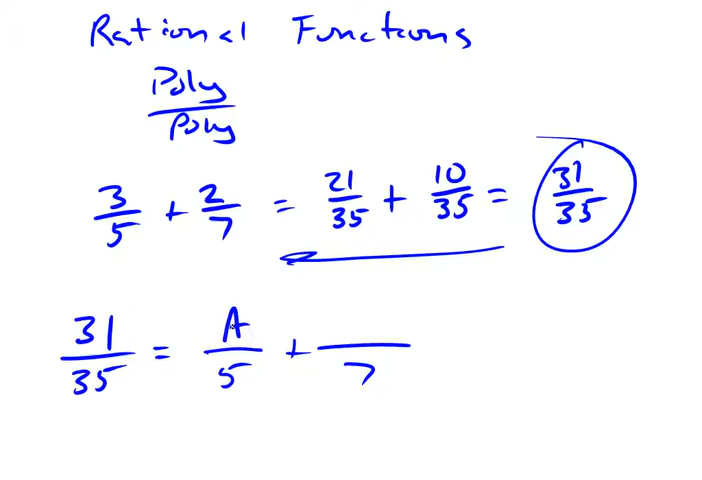 Rational Functions
Poly/Poly
3/5 + 2/7 = 21/35 + 10/35 = 31/35
31/35 = A/5 + /7